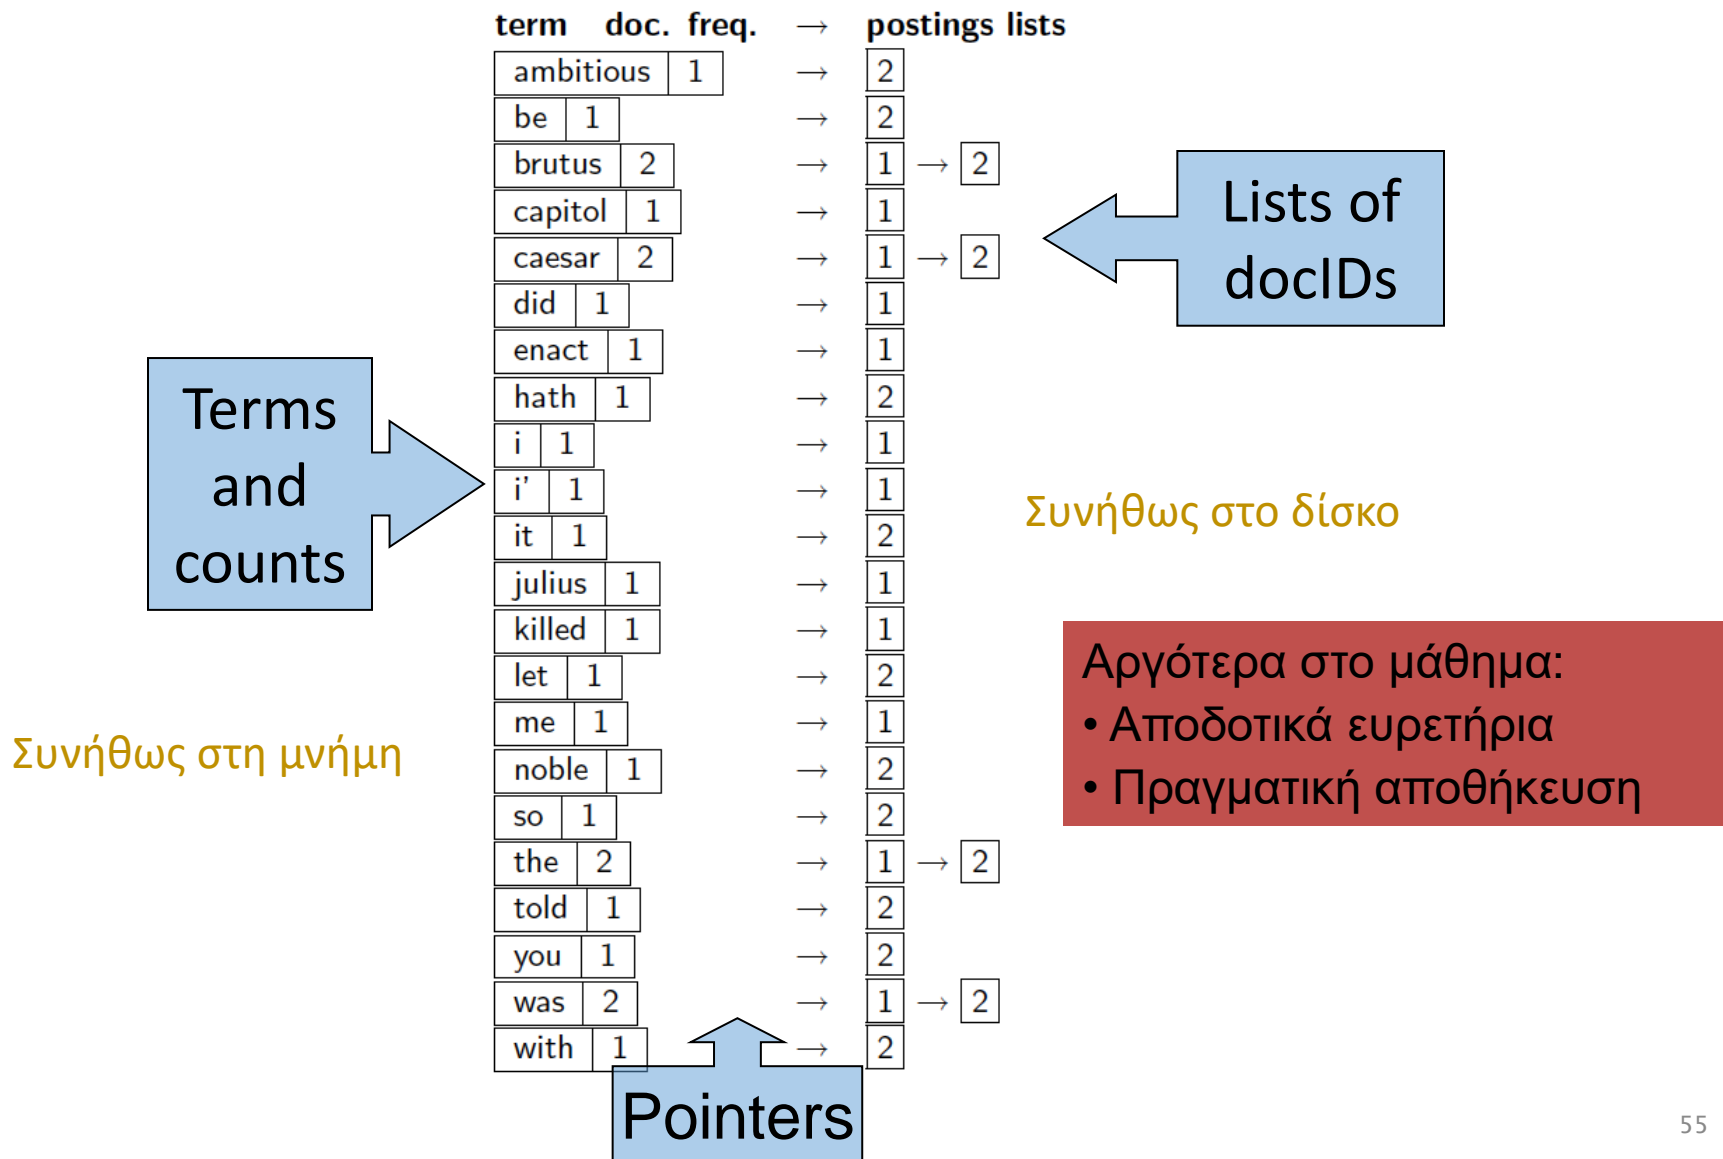 term doc. freq. → postings lists
ambitious 1 → 2
be 1 → 2
brutus 2 → 1 → 2
capitol 1 → 1
caesar 2 → 1 → 2
did 1 → 1
enact 1 → 1
hath 1 → 2
i 1 → 1
i' 1 → 1
it 1 → 2
julius 1 → 1
killed 1 → 1
let 1 → 2
me 1 → 1
noble 1 → 2
so 1 → 2
the 2 → 1 → 2
told 1 → 2
you 1 → 2
was 2 → 1 → 2
with 1 → 2
Lists of
docIDs
Terms
and
counts
Συνήθως στο δίσκο
Συνήθως στη μνήμη
Αργότερα στο μάθημα:
• Αποδοτικά ευρετήρια
• Πραγματική αποθήκευση
Pointers
55